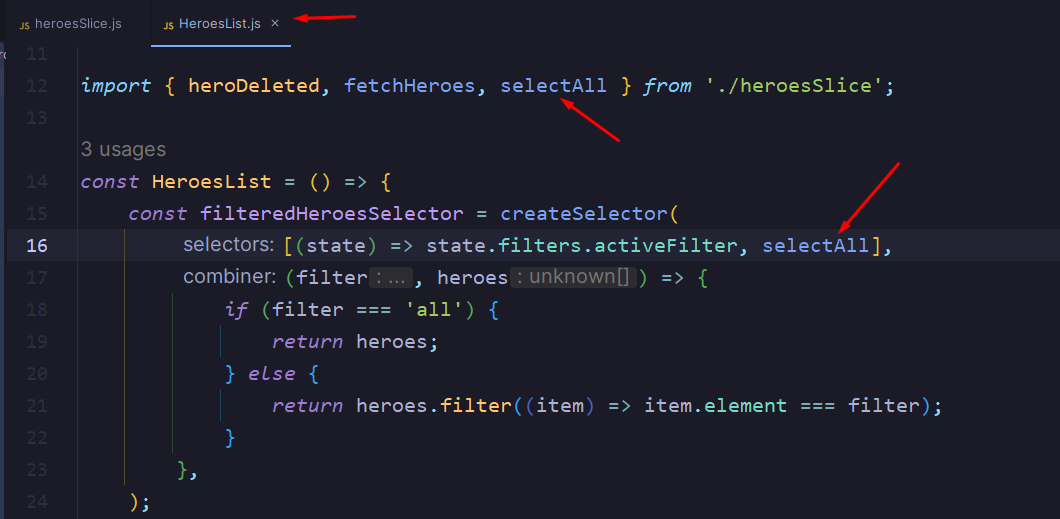 JS heroesSlice.js JS HeroesList.js ×
11
12 import { heroDeleted, fetchHeroes, selectAll } from './heroesSlice';
13
3 usages
14 const HeroesList = () => {
15 const filteredHeroesSelector = createSelector(
16 selectors: [(state) => state.filters.activeFilter, selectAll],
17 combiner: (filter : ... , heroes : unknown[] ) => {
18 if (filter === 'all') {
19 return heroes;
20 } else {
21 return heroes.filter((item) => item.element === filter);
22 }
23 },
24 );